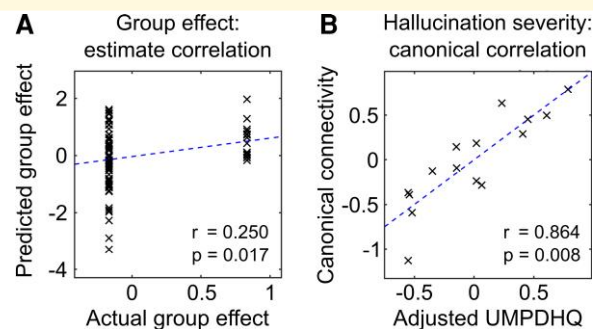 A
Group effect:
estimate correlation
Predicted group effect
2
0
-2
-4
r = 0.250
p = 0.017
0
0.5
1
Actual group effect
B
Hallucination severity:
canonical correlation
Canonical connectivity
0.5
0
-0.5
-1
r = 0.864
p = 0.008
-0.5
0
0.5
Adjusted UMPDHQ